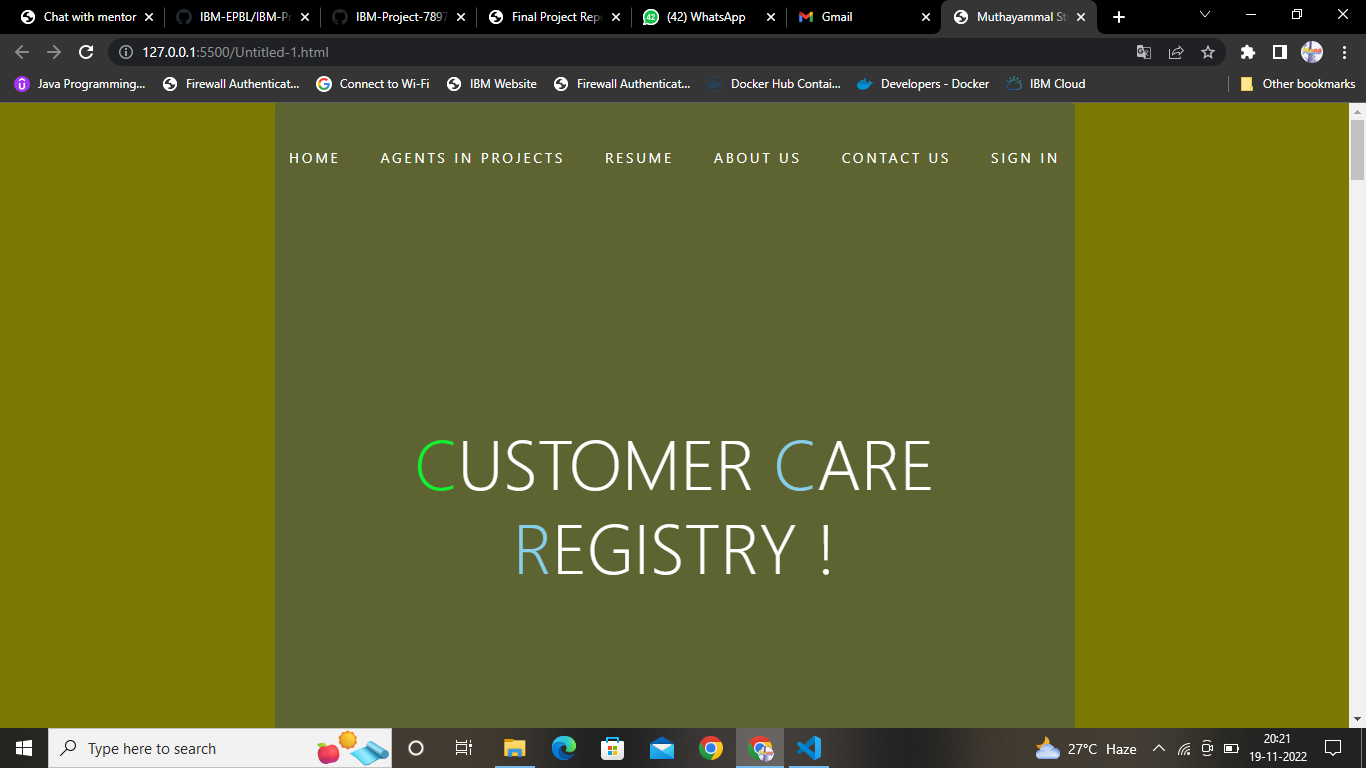 Chat with mentor
IBM-EPBL/IBM-Pr
IBM-Project-7897
Final Project Repo
(42) WhatsApp
Gmail
Muthayammal St
127.0.0.1:5500/Untitled-1.html
Java Programming...
Firewall Authenticat...
Connect to Wi-Fi
IBM Website
Firewall Authenticat...
Docker Hub Contai...
Developers - Docker
IBM Cloud
Other bookmarks
HOME
AGENTS IN PROJECTS
RESUME
ABOUT US
CONTACT US
SIGN IN
CUSTOMER CARE
REGISTRY !
Type here to search
27°C Haze
20:21
19-11-2022